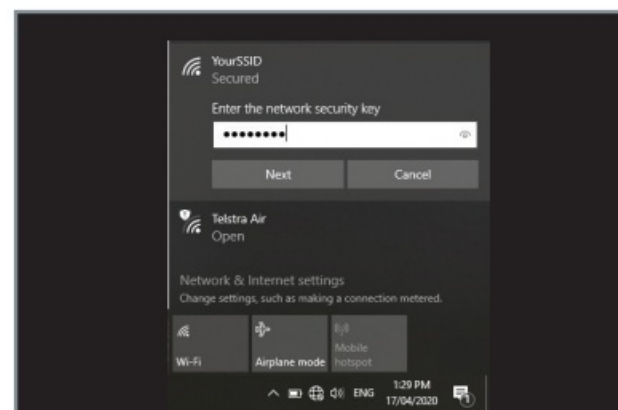 YourSSID
Secured
Enter the network security key
••••••••
Next Cancel
Telstra Air
Open
Network & Internet settings
Change settings, such as making a connection metered.
Wi-Fi Airplane mode Mobile hotspot
ENG 1:29 PM
17/04/2020
1